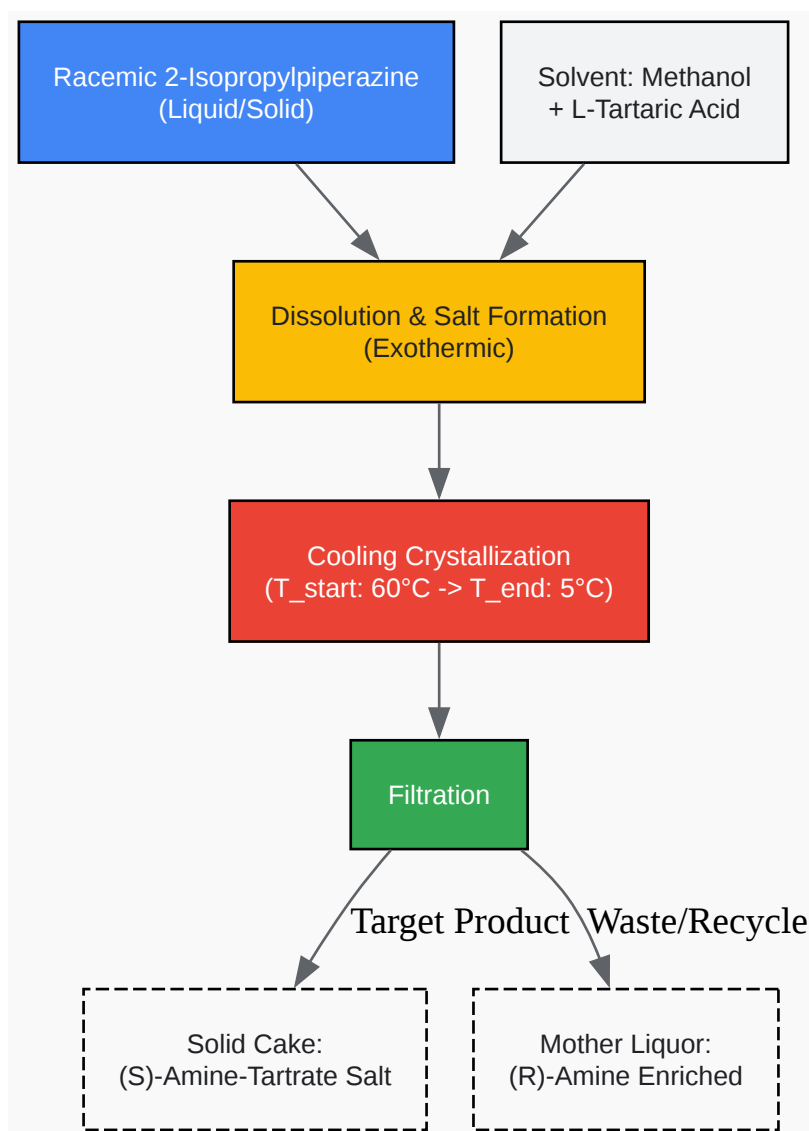 Racemic 2-Isopropylpiperazine
(Liquid/Solid)
Solvent: Methanol
+ L-Tartaric Acid
Dissolution & Salt Formation
(Exothermic)
Cooling Crystallization
(T_start: 60°C -> T_end: 5°C)
Filtration
Target Product
Waste/Recycle
Solid Cake:
(S)-Amine-Tartrate Salt
Mother Liquor:
(R)-Amine Enriched